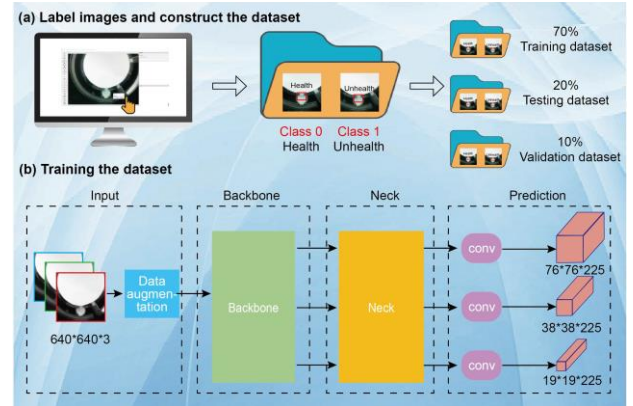 (a) Label images and construct the dataset
Health
Unhealth
Class 0
Class 1
Health
Unhealth
70%
Training dataset
20%
Testing dataset
10%
Validation dataset
(b) Training the dataset
Input
Backbone
Neck
Prediction
Data
augmen-
tation
640*640*3
Backbone
Neck
conv
76*76*225
conv
38*38*225
conv
19*19*225